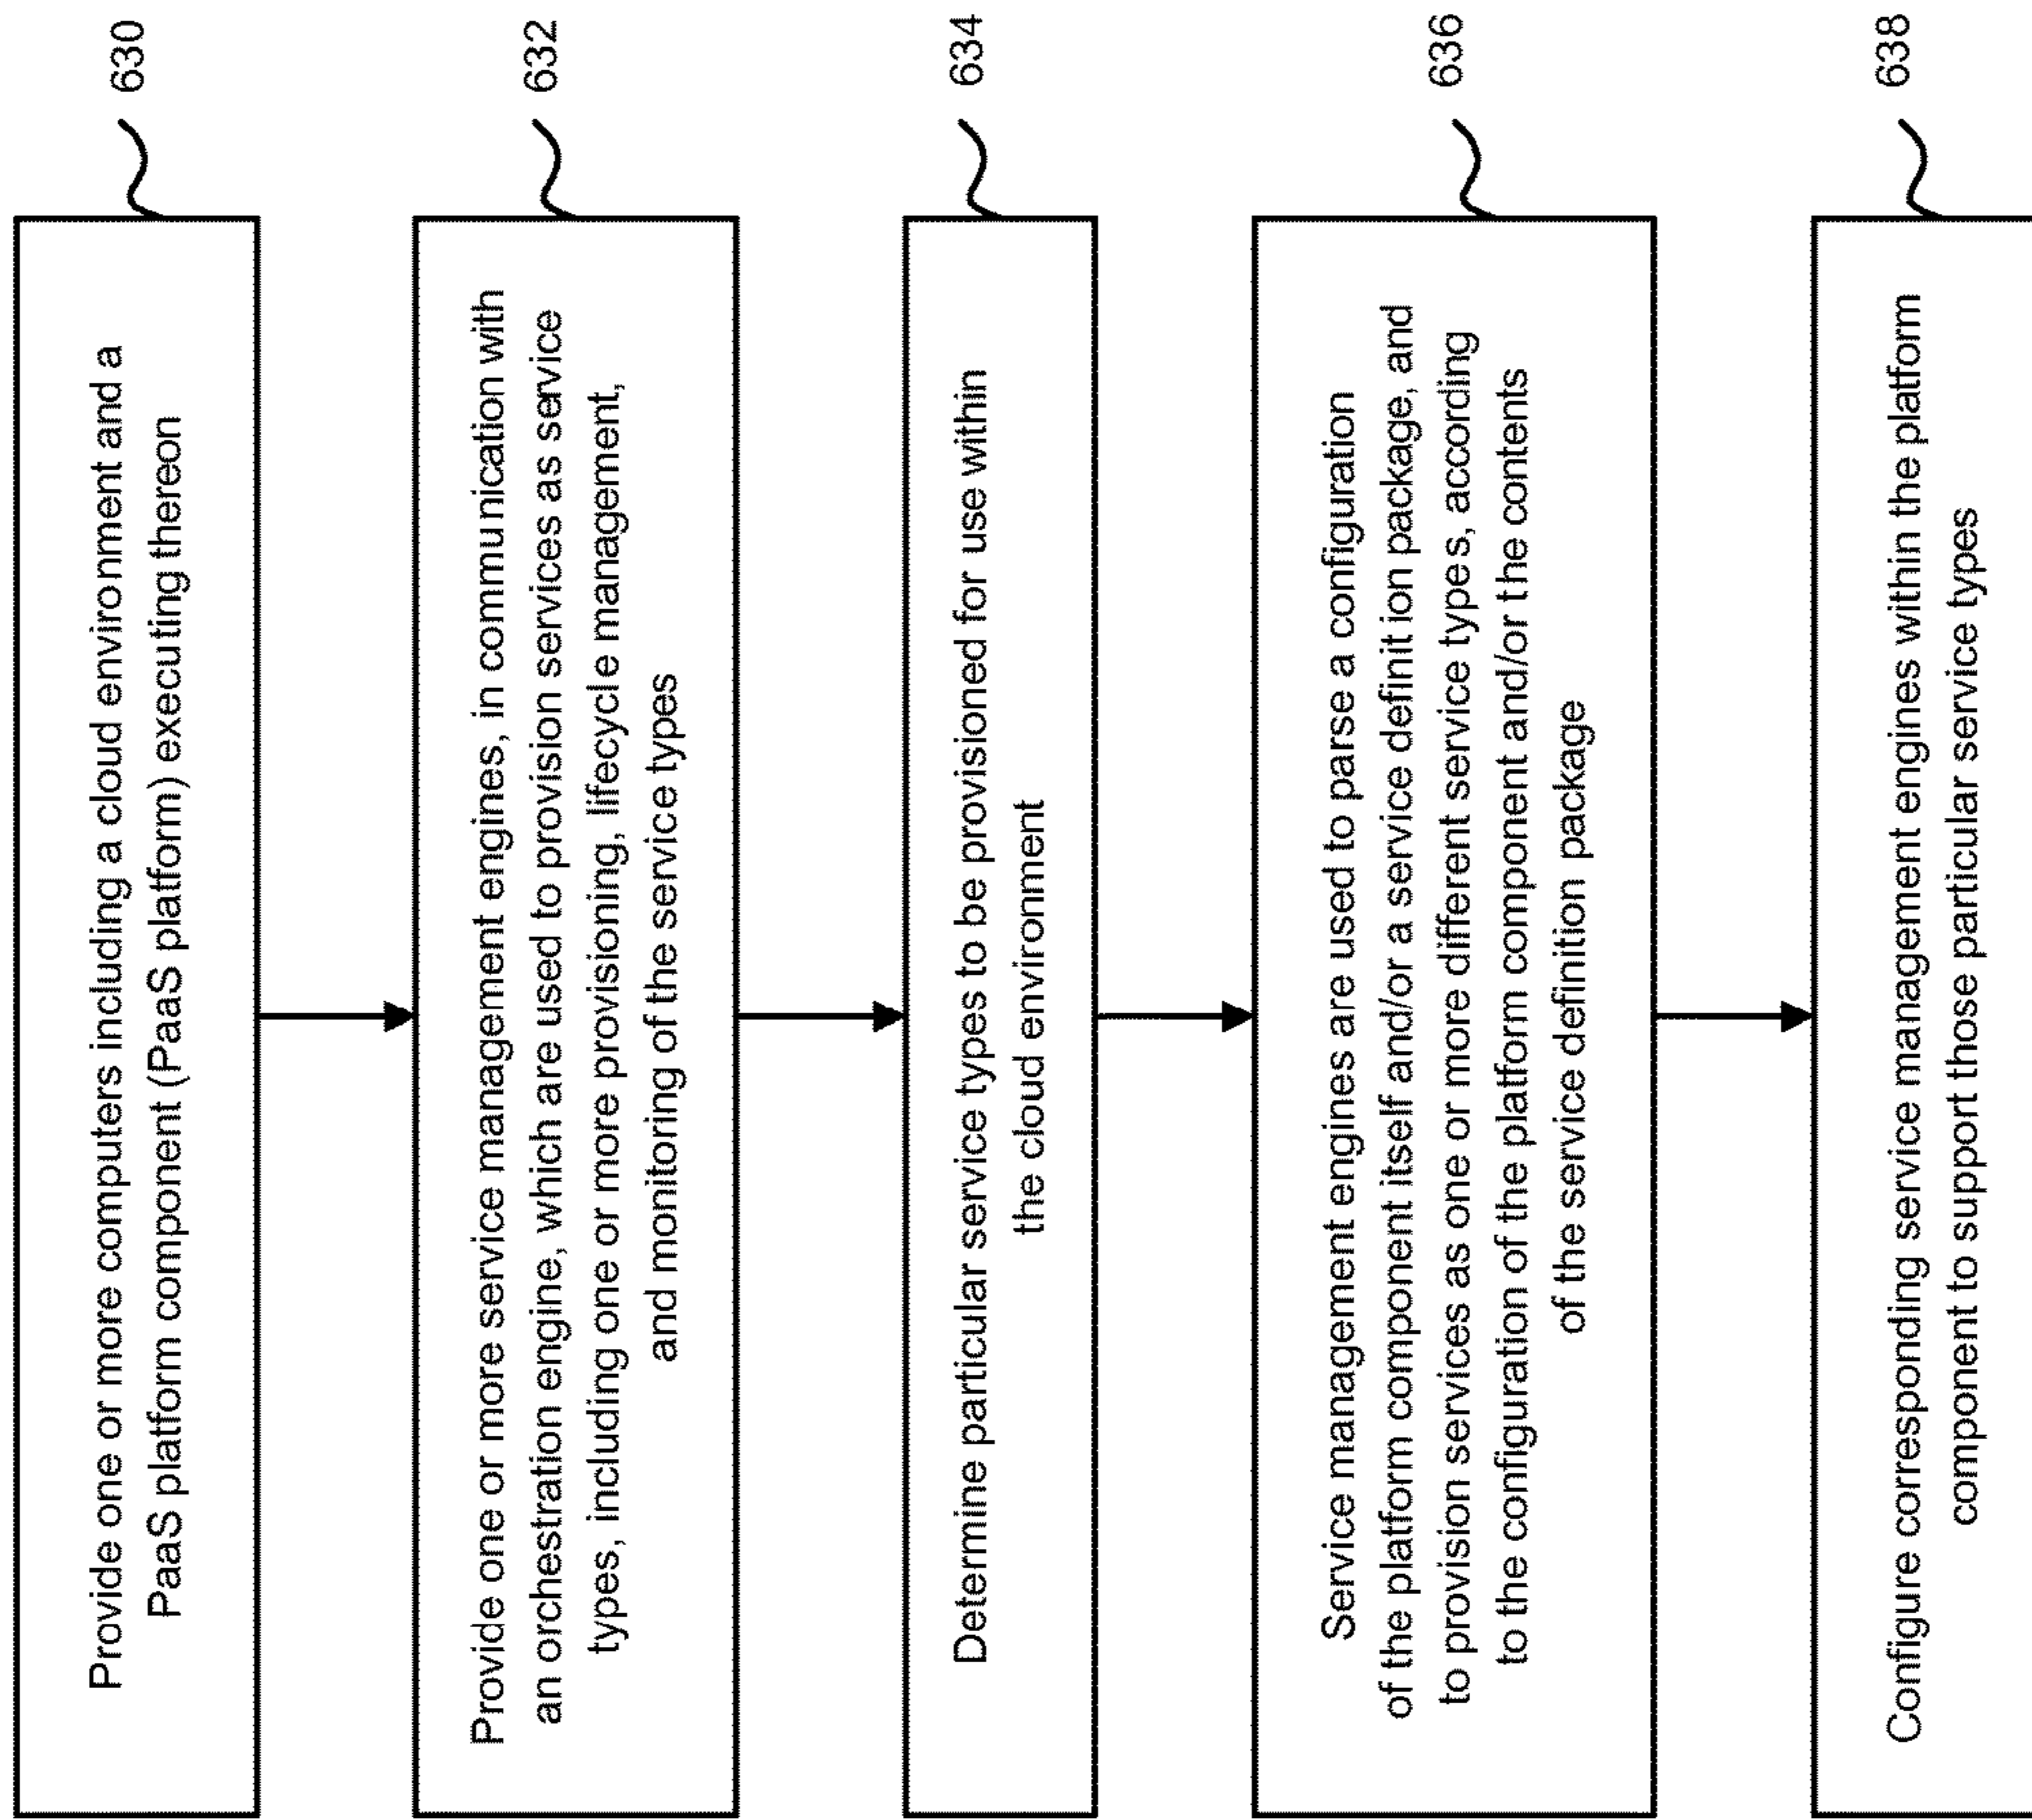 Provide one or more computers including a cloud environment and a
PaaS platform component (PaaS platform) executing thereon
630
Provide one or more service management engines, in communication with
an orchestration engine, which are used to provision services as service
types, including one or more provisioning, lifecycle management,
and monitoring of the service types
632
Determine particular service types to be provisioned for use within
the cloud environment
634
Service management engines are used to parse a configuration
of the platform component itself and/or a service definition package, and
to provision services as one or more different service types, according
to the configuration of the platform component and/or the contents
of the service definition package
636
Configure corresponding service management engines within the platform
component to support those particular service types
638